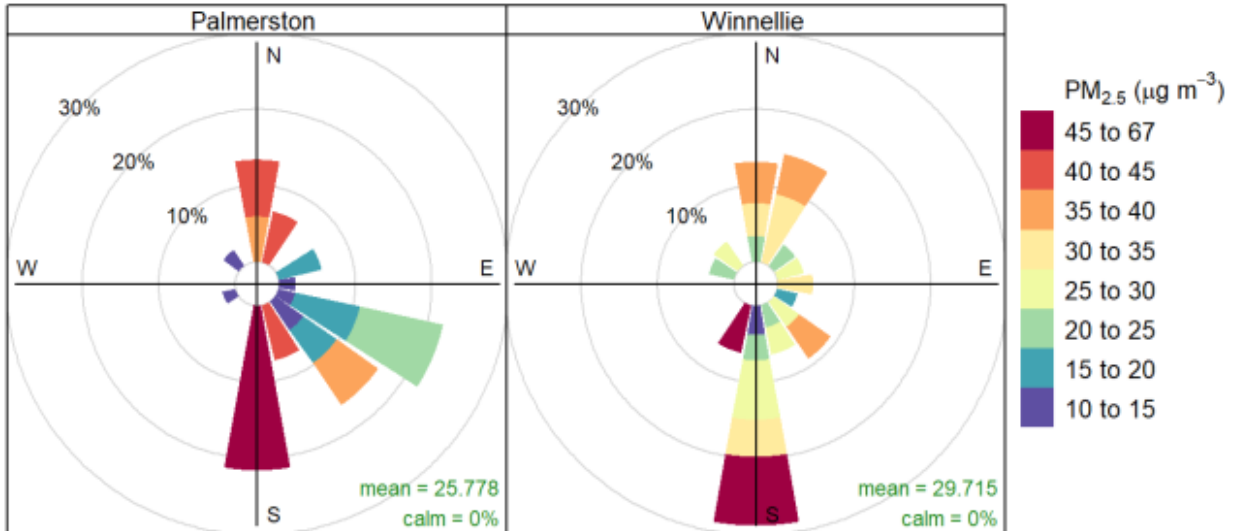 Palmerston
N
30%
20%
10%
W
E
S
mean = 25.778
calm = 0%
Winnellie
N
30%
20%
10%
W
E
S
mean = 29.715
calm = 0%
PM₂.₅ (μg m⁻³)
45 to 67
40 to 45
35 to 40
30 to 35
25 to 30
20 to 25
15 to 20
10 to 15